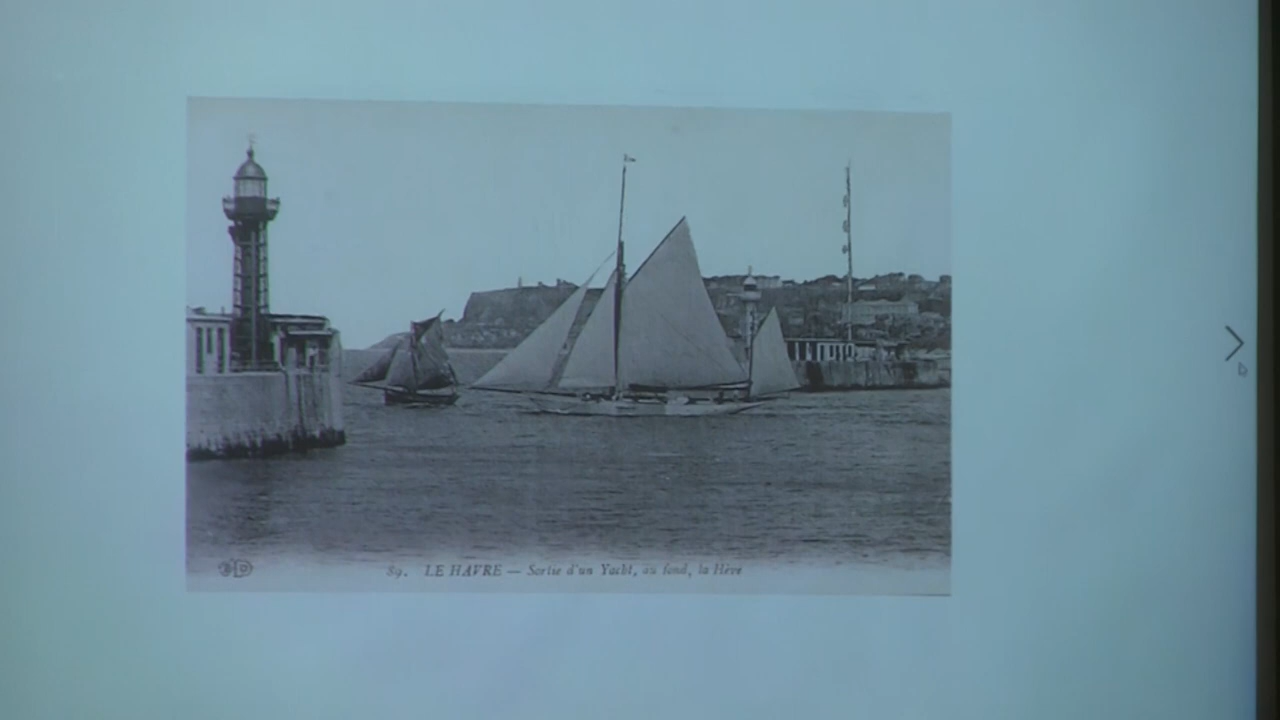 89. LE HAVRE — Sortie d'un Yacht, au fond, la Hève